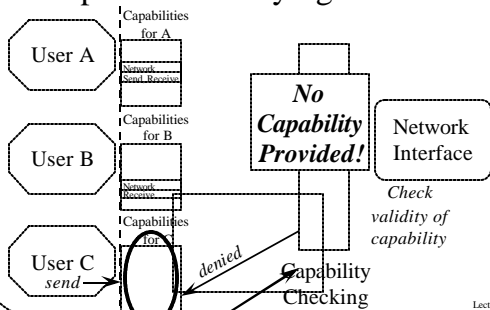 Capabilities
for A
User A
Network
Send, Receive
No
Capability
Provided!
Network
Interface
Capabilities
for B
User B
Network
Receive
Check
validity of
capability
Capabilities
for C
User C
send
denied
Capability
Checking
Lect